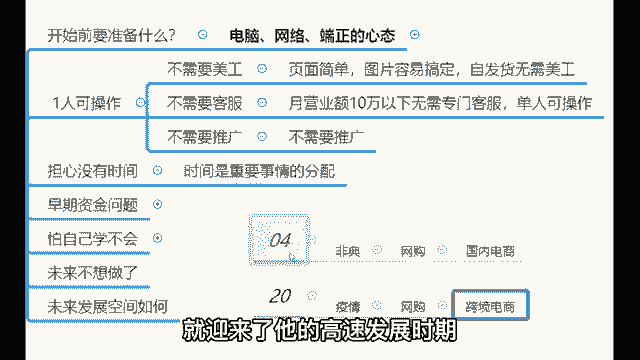 开始前要准备什么？ 电脑、网络、端正的心态
不需要美工 页面简单，图片容易搞定，自发货无需美工
1人可操作 不需要客服 月营业额10万以下无需专门客服，单人可操作
不需要推广 不需要推广
担心没有时间 时间是重要事情的分配
早期资金问题
怕自己学不会
04 非典 网购 国内电商
未来不想做了
20 疫情 网购 跨境电商
未来发展空间如何
就迎来了他的高速发展时期